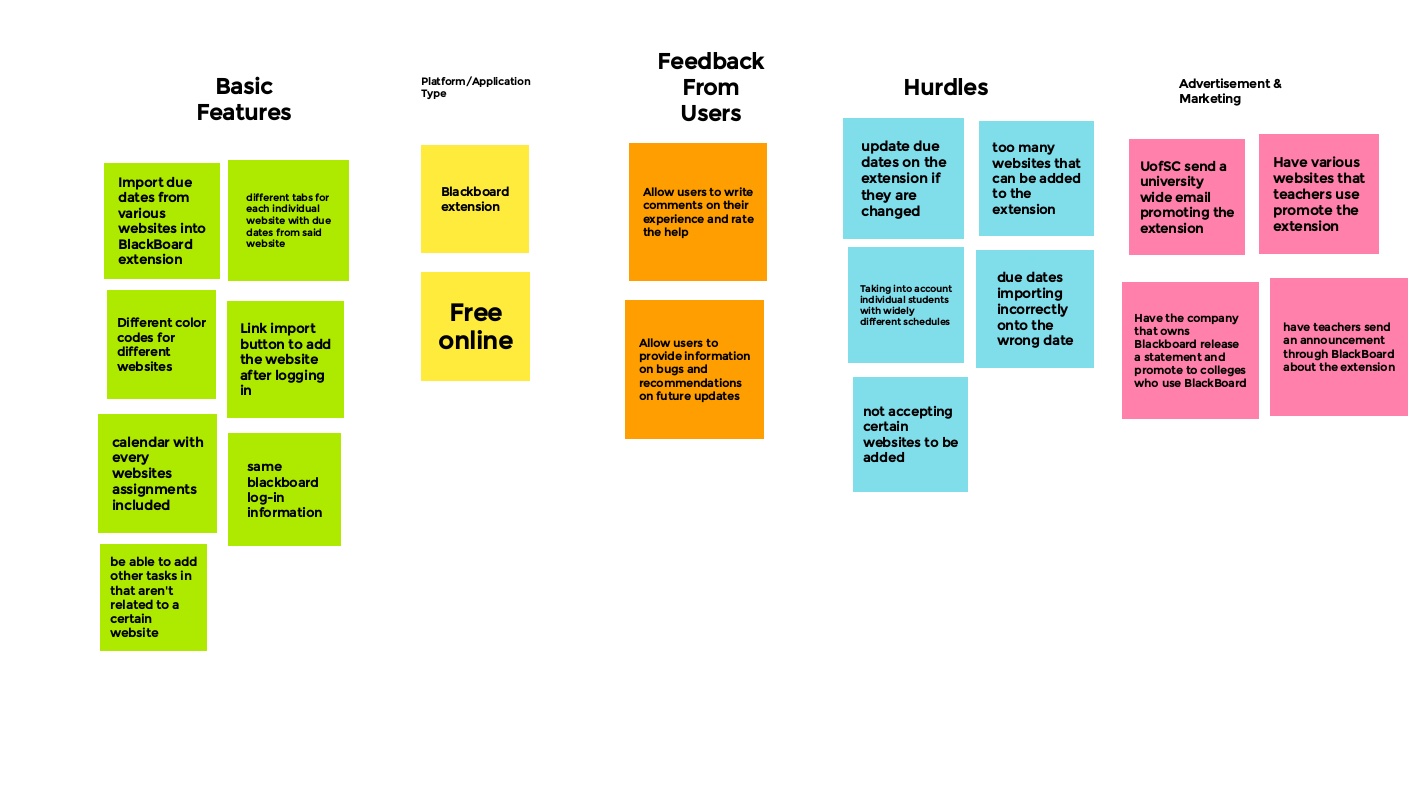 Basic
Features
Import due
dates from
various
websites into
BlackBoard
extension
different tabs for
each individual
website with due
dates from said
website
Different color
codes for
different
websites
Link import
button to add
the website
after logging
in
calendar with
every
websites
assignments
included
same
blackboard
log-in
information
be able to add
other tasks in
that aren't
related to a
certain
website
Platform/Application
Type
Blackboard
extension
Free
online
Feedback
From
Users
Allow users to write
comments on their
experience and rate
the help
Allow users to
provide information
on bugs and
recommendations
on future updates
Hurdles
update due
dates on the
extension if
they are
changed
too many
websites that
can be added
to the
extension
Taking into account
individual students
with widely
different schedules
due dates
importing
incorrectly
onto the
wrong date
not accepting
certain
websites to be
added
Advertisement &
Marketing
UofSC send a
university
wide email
promoting the
extension
Have various
websites that
teachers use
promote the
extension
Have the company
that owns
Blackboard release
a statement and
promote to colleges
who use BlackBoard
have teachers send
an announcement
through BlackBoard
about the extension